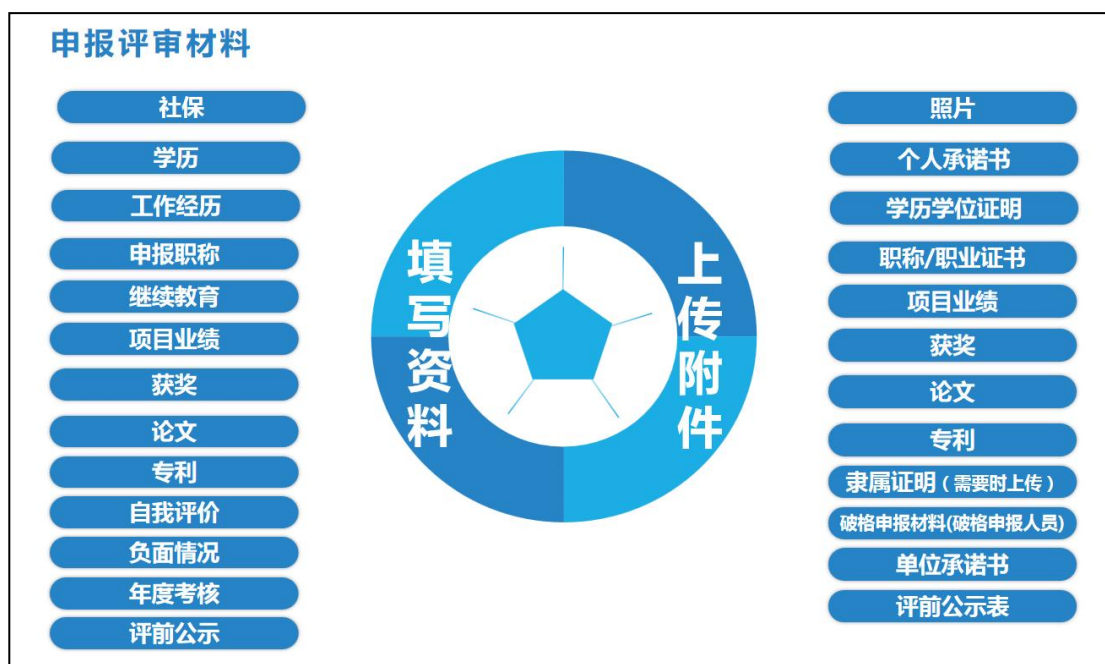 申报评审材料
社保
学历
工作经历
申报职称
继续教育
项目业绩
获奖
论文
专利
自我评价
负面情况
年度考核
评前公示
填写资料
上传附件
照片
个人承诺书
学历学位证明
职称/职业证书
项目业绩
获奖
论文
专利
隶属证明（需要时上传）
破格申报材料(破格申报人员)
单位承诺书
评前公示表